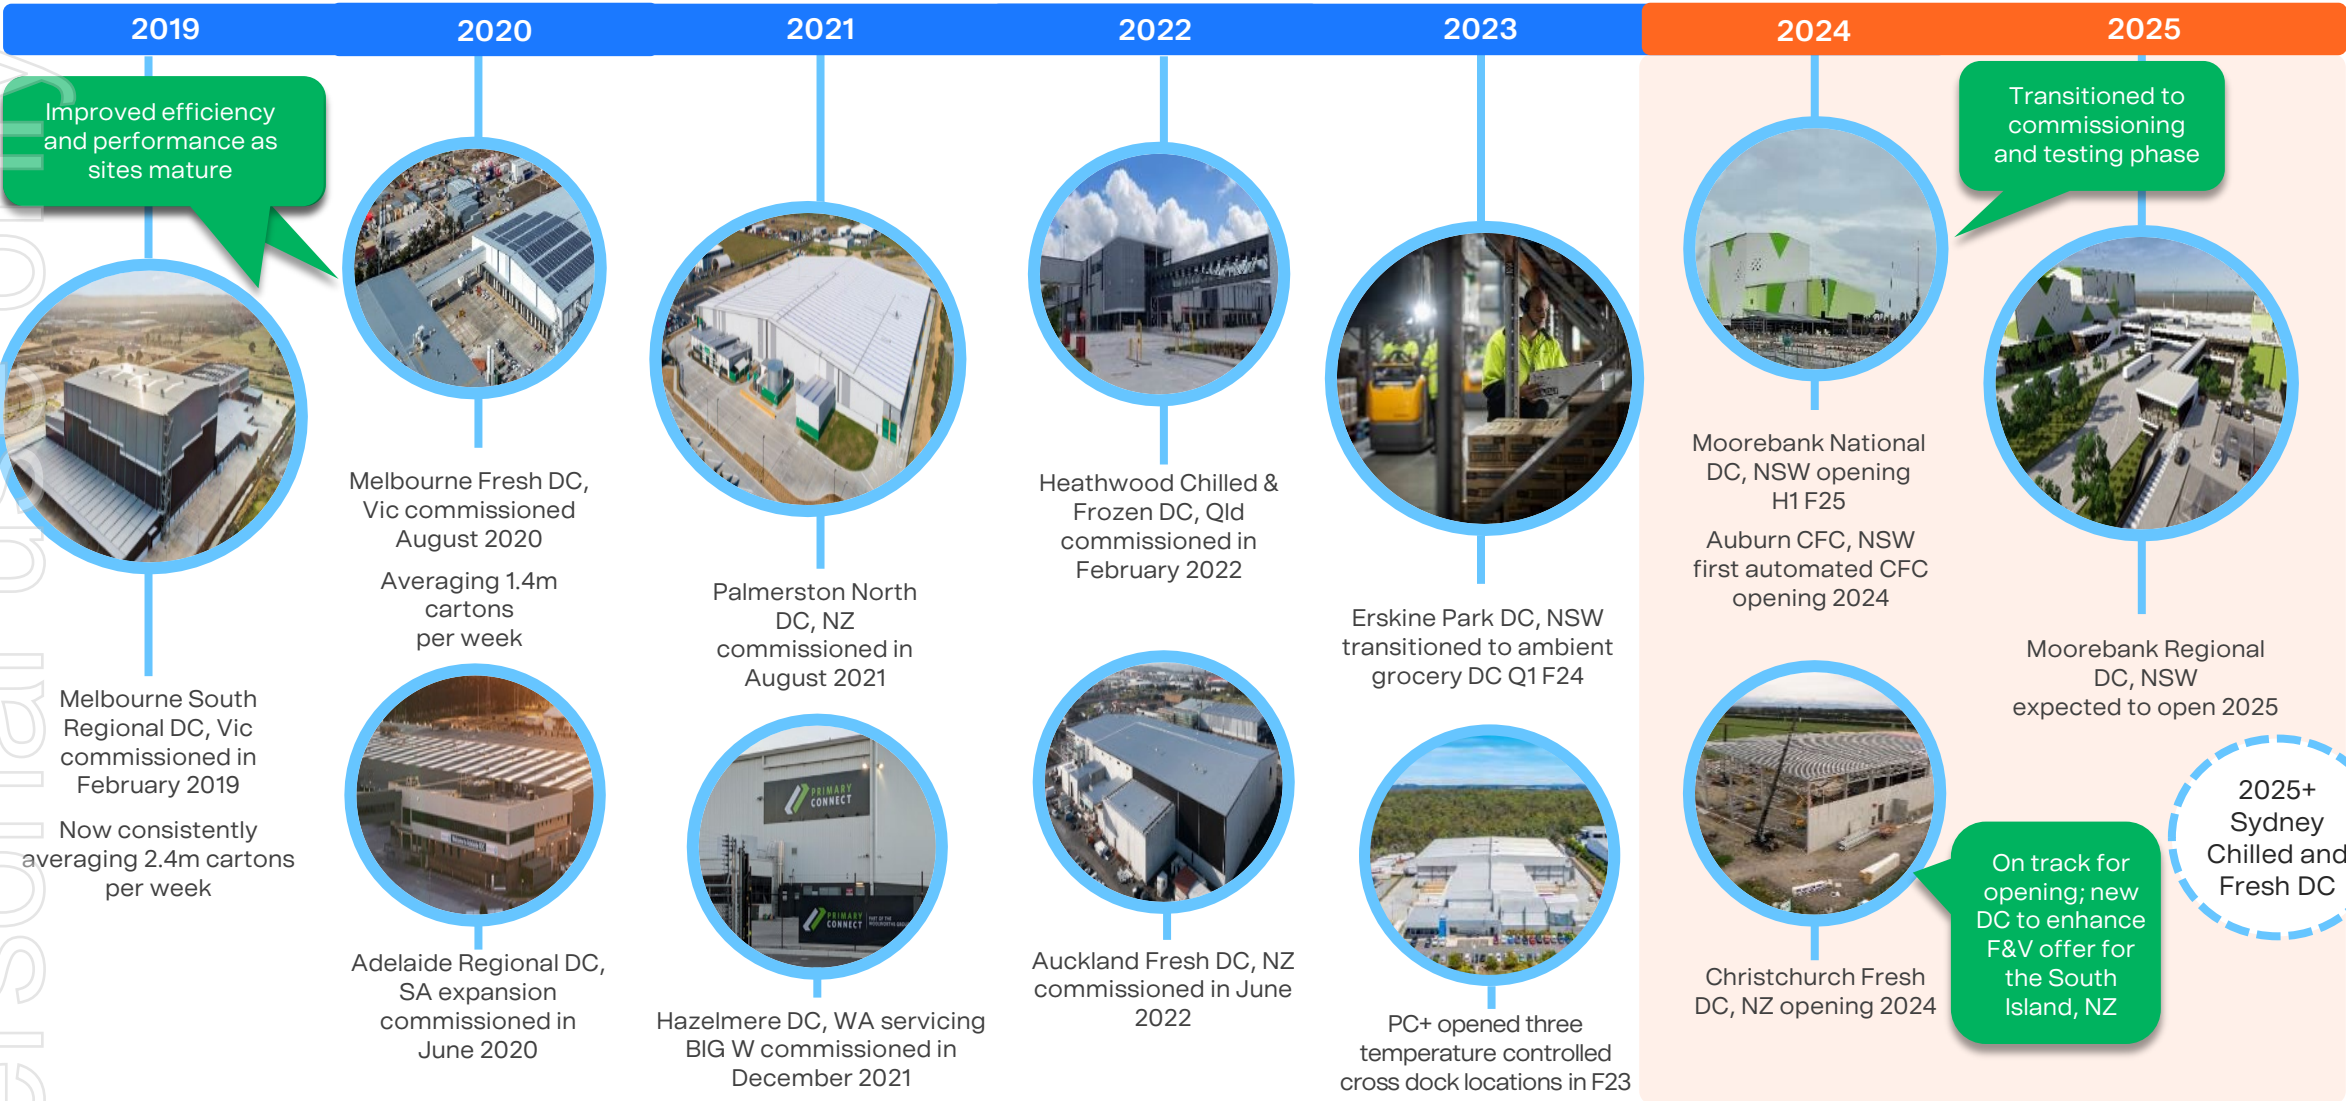 2019
2020
2021
2022
2023
2024
2025
Improved efficiency
and performance as
sites mature
Melbourne South
Regional DC, Vic
commissioned in
February 2019
Now consistently
averaging 2.4m cartons
per week
Melbourne Fresh DC,
Vic commissioned
August 2020
Averaging 1.4m
cartons
per week
Adelaide Regional DC,
SA expansion
commissioned in
June 2020
Palmerston North
DC, NZ
commissioned in
August 2021
PRIMARY
CONNECT
PRIMARY
CONNECT
Hazelmere DC, WA servicing
BIG W commissioned in
December 2021
Heathwood Chilled &
Frozen DC, Qld
commissioned in
February 2022
Auckland Fresh DC, NZ
commissioned in June
2022
Erskine Park DC, NSW
transitioned to ambient
grocery DC Q1 F24
PC+ opened three
temperature controlled
cross dock locations in F23
Moorebank National
DC, NSW opening
H1 F25
Auburn CFC, NSW
first automated CFC
opening 2024
Christchurch Fresh
DC, NZ opening 2024
Transitioned to
commissioning
and testing phase
Moorebank Regional
DC, NSW
expected to open 2025
On track for
opening; new
DC to enhance
F&V offer for
the South
Island, NZ
2025+
Sydney
Chilled and
Fresh DC